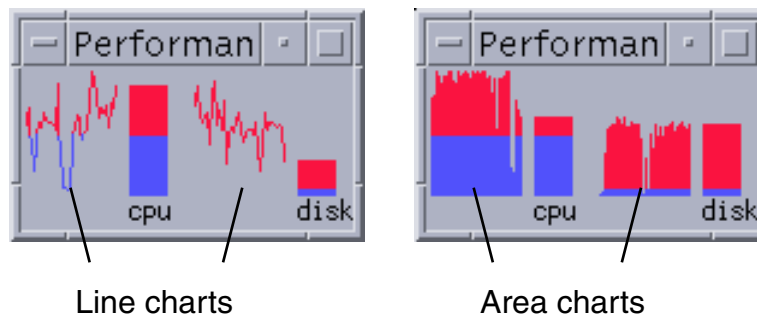 Performan
cpu
disk
Line charts
Performan
cpu
disk
Area charts